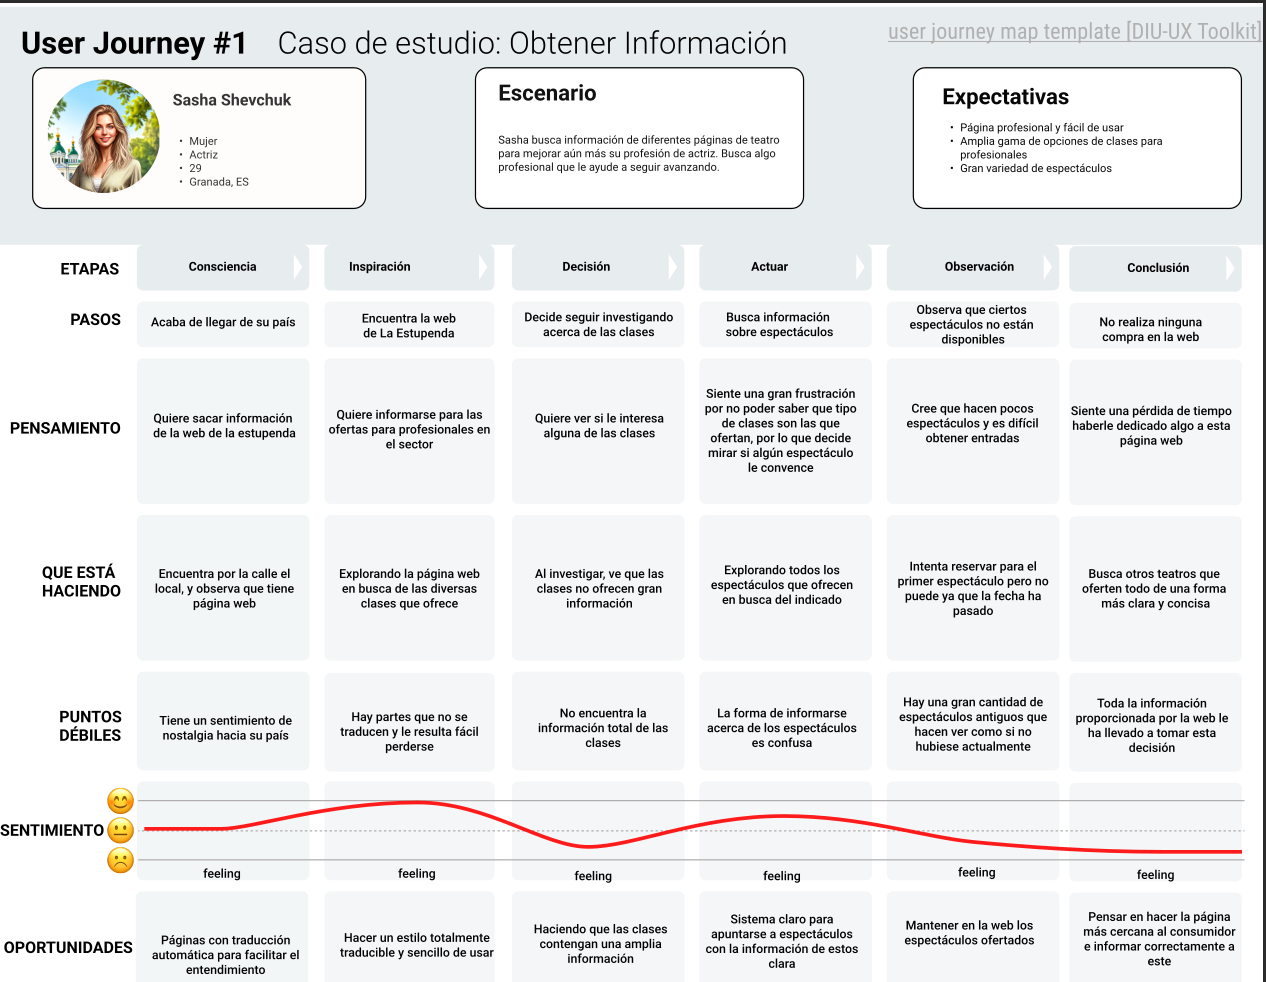 User Journey #1 Caso de estudio: Obtener Información
user journey map template [DIU-UX Toolkit]
Sasha Shevchuk
• Mujer
• Actriz
• 29
• Granada, ES
Escenario
Sasha busca información de diferentes páginas de teatro
para mejorar aún más su profesión de actriz. Busca algo
profesional que le ayude a seguir avanzando.
Expectativas
• Página profesional y fácil de usar
• Amplia gama de opciones de clases para
profesionales
• Gran variedad de espectáculos
ETAPAS
Consciencia
Inspiración
Decisión
Actuar
Observación
Conclusión
PASOS
Acaba de llegar de su país
Encuentra la web
de La Estupenda
Decide seguir investigando
acerca de las clases
Busca información
sobre espectáculos
Observa que ciertos
espectáculos no están
disponibles
No realiza ninguna
compra en la web
PENSAMIENTO
Quiere sacar información
de la web de la estupenda
Quiere informarse para las
ofertas para profesionales en
el sector
Quiere ver si le interesa
alguna de las clases
Siente una gran frustración
por no poder saber que tipo
de clases son las que
ofertan, por lo que decide
mirar si algún espectáculo
le convence
Cree que hacen pocos
espectáculos y es difícil
obtener entradas
Siente una pérdida de tiempo
haberle dedicado algo a esta
página web
QUE ESTÁ
HACIENDO
Encuentra por la calle el
local, y observa que tiene
página web
Explorando la página web
en busca de las diversas
clases que ofrece
Al investigar, ve que las
clases no ofrecen gran
información
Explorando todos los
espectáculos que ofrecen
en busca del indicado
Intenta reservar para el
primer espectáculo pero no
puede ya que la fecha ha
pasado
Busca otros teatros que
oferten todo de una forma
más clara y concisa
PUNTOS
DÉBILES
Tiene un sentimiento de
nostalgia hacia su país
Hay partes que no se
traducen y le resulta fácil
perderse
No encuentra la
información total de las
clases
La forma de informarse
acerca de los espectáculos
es confusa
Hay una gran cantidad de
espectáculos antiguos que
hacen ver como si no
hubiese actualmente
Toda la información
proporcionada por la web le
ha llevado a tomar esta
decisión
SENTIMIENTO
feeling
feeling
feeling
feeling
feeling
feeling
OPORTUNIDADES
Páginas con traducción
automática para facilitar el
entendimiento
Hacer un estilo totalmente
traducible y sencillo de usar
Haciendo que las clases
contengan una amplia
información
Sistema claro para
apuntarse a espectáculos
con la información de estos
clara
Mantener en la web los
espectáculos ofertados
Pensar en hacer la página
más cercana al consumidor
e informar correctamente a
este